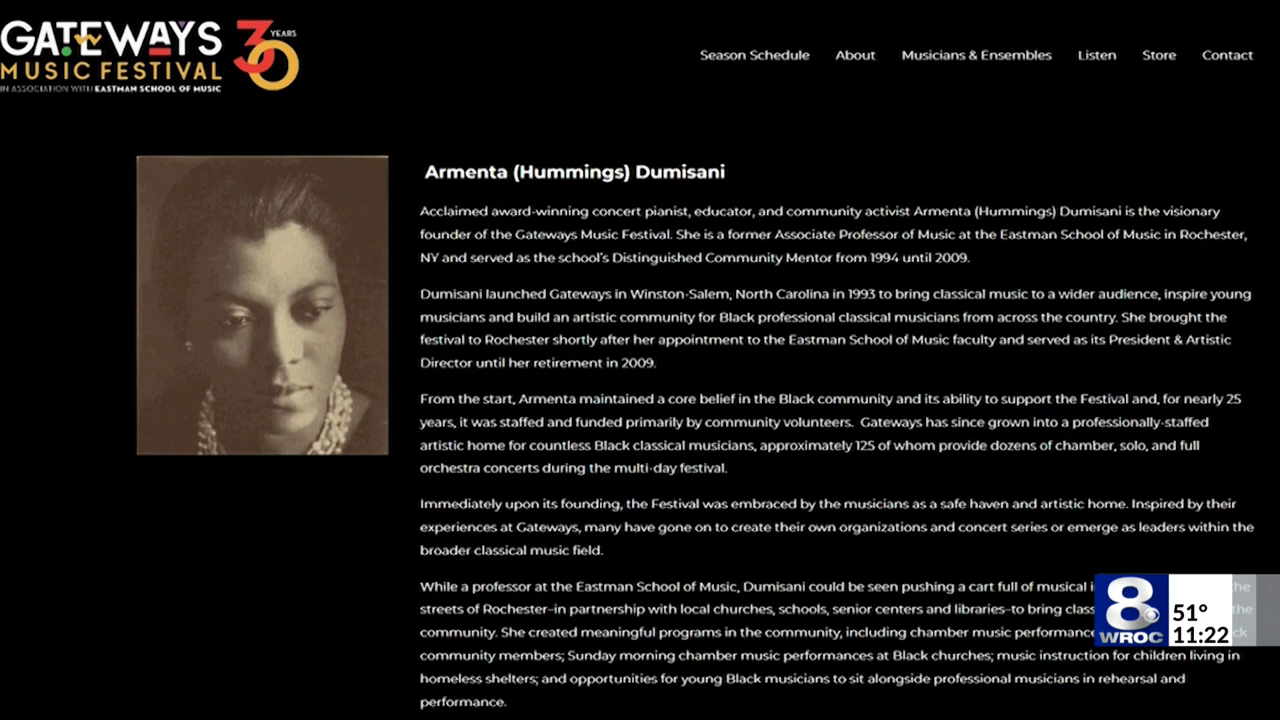 GATEWAYS
MUSIC FESTIVAL
IN ASSOCIATION WITH EASTMAN SCHOOL OF MUSIC
30 YEARS
Season Schedule About Musicians & Ensembles Listen Store Contact
Armenta (Hummings) Dumisani
Acclaimed award-winning concert pianist, educator, and community activist Armenta (Hummings) Dumisani is the visionary
founder of the Gateways Music Festival. She is a former Associate Professor of Music at the Eastman School of Music in Rochester,
NY and served as the school's Distinguished Community Mentor from 1994 until 2009.
Dumisani launched Gateways in Winston-Salem, North Carolina in 1993 to bring classical music to a wider audience, inspire young
musicians and build an artistic community for Black professional classical musicians from across the country. She brought the
festival to Rochester shortly after her appointment to the Eastman School of Music faculty and served as its President & Artistic
Director until her retirement in 2009.
From the start, Armenta maintained a core belief in the Black community and its ability to support the Festival and, for nearly 25
years, it was staffed and funded primarily by community volunteers. Gateways has since grown into a professionally-staffed
artistic home for countless Black classical musicians, approximately 125 of whom provide dozens of chamber, solo, and full
orchestra concerts during the multi-day festival.
Immediately upon its founding, the Festival was embraced by the musicians as a safe haven and artistic home. Inspired by their
experiences at Gateways, many have gone on to create their own organizations and concert series or emerge as leaders within the
broader classical music field.
While a professor at the Eastman School of Music, Dumisani could be seen pushing a cart full of musical the
streets of Rochester–in partnership with local churches, schools, senior centers and libraries–to bring the
community. She created meaningful programs in the community, including chamber music
community members; Sunday morning chamber music performances at Black churches; music instruction for children living in
homeless shelters; and opportunities for young Black musicians to sit alongside professional musicians in rehearsal and
performance.
8
WROC
51°
11:22